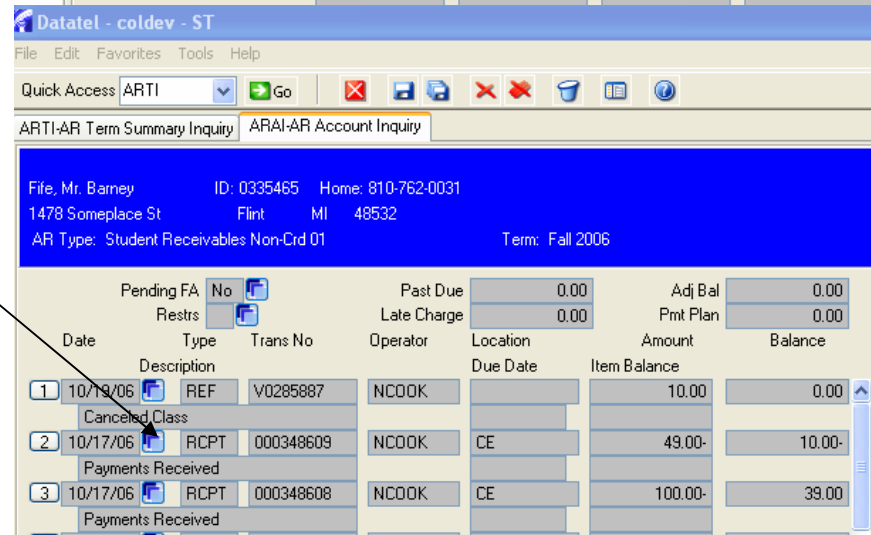 Datatel - coldev - ST
File Edit Favorites Tools Help
Quick Access ARTI Go
ARTI-AR Term Summary Inquiry ARAI-AR Account Inquiry
Fife, Mr. Barney ID: 0335465 Home: 810-762-0031
1478 Someplace St Flint MI 48532
AR Type: Student Receivables Non-Crd 01 Term: Fall 2006
Pending FA No Past Due 0.00 Adj Bal 0.00
Restrs Late Charge 0.00 Pmt Plan 0.00
Date Type Trans No Operator Location Amount Balance
Description Due Date Item Balance
1 10/19/06 REF V0285887 NCOOK 10.00 0.00
Canceled Class
2 10/17/06 RCPT 000348609 NCOOK CE 49.00- 10.00-
Payments Received
3 10/17/06 RCPT 000348608 NCOOK CE 100.00- 39.00
Payments Received